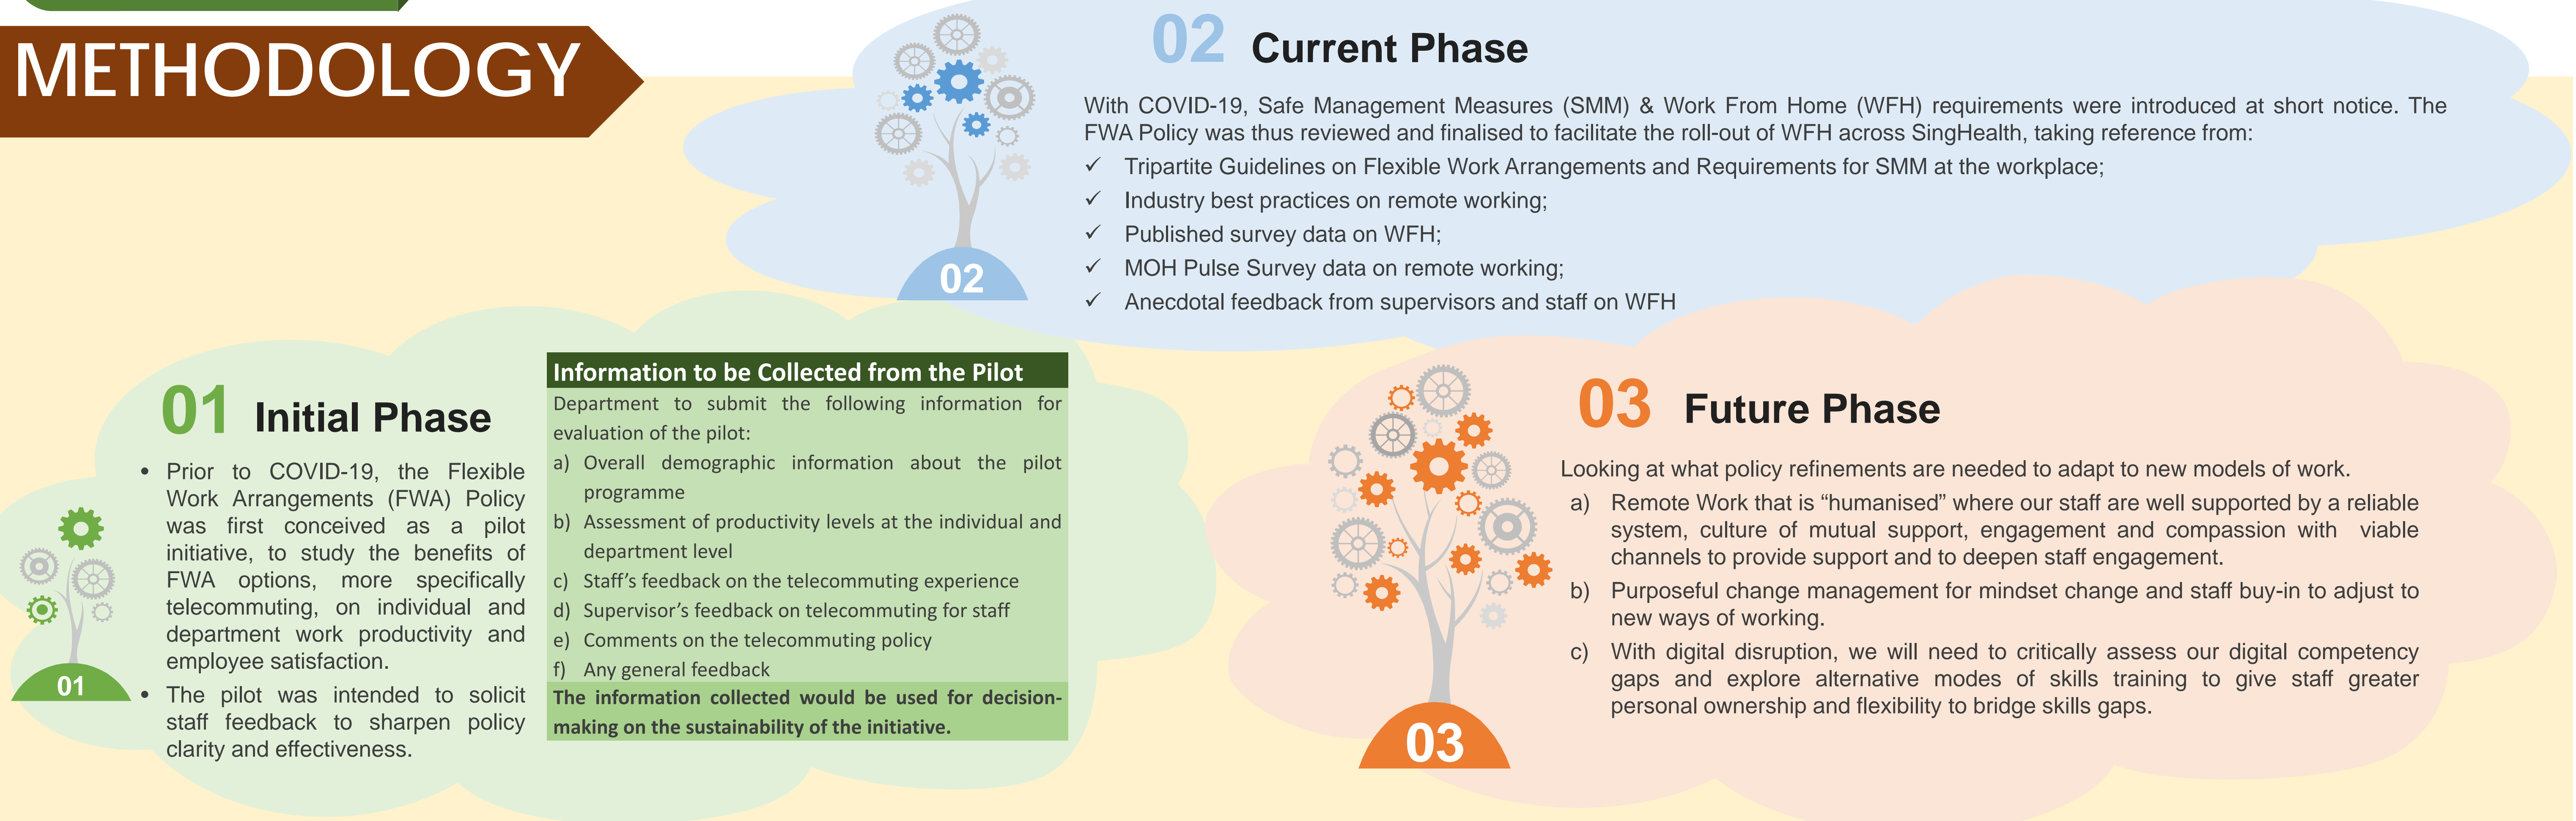 METHODOLOGY
01 Initial Phase
• Prior to COVID-19, the Flexible
Work Arrangements (FWA) Policy
was first conceived as a pilot
initiative, to study the benefits of
FWA options, more specifically
telecommuting, on individual and
department work productivity and
employee satisfaction.
• The pilot was intended to solicit
staff feedback to sharpen policy
clarity and effectiveness.
01
Information to be Collected from the Pilot
Department to submit the following information for
evaluation of the pilot:
a) Overall demographic information about the pilot
programme
b) Assessment of productivity levels at the individual and
department level
c) Staff's feedback on the telecommuting experience
d) Supervisor's feedback on telecommuting for staff
e) Comments on the telecommuting policy
f) Any general feedback
The information collected would be used for decision-
making on the sustainability of the initiative.
02 Current Phase
With COVID-19, Safe Management Measures (SMM) & Work From Home (WFH) requirements were introduced at short notice. The
FWA Policy was thus reviewed and finalised to facilitate the roll-out of WFH across SingHealth, taking reference from:
✓ Tripartite Guidelines on Flexible Work Arrangements and Requirements for SMM at the workplace;
✓ Industry best practices on remote working;
✓ Published survey data on WFH;
✓ MOH Pulse Survey data on remote working;
✓ Anecdotal feedback from supervisors and staff on WFH
02
03 Future Phase
Looking at what policy refinements are needed to adapt to new models of work.
a) Remote Work that is “humanised” where our staff are well supported by a reliable
system, culture of mutual support, engagement and compassion with viable
channels to provide support and to deepen staff engagement.
b) Purposeful change management for mindset change and staff buy-in to adjust to
new ways of working.
c) With digital disruption, we will need to critically assess our digital competency
gaps and explore alternative modes of skills training to give staff greater
personal ownership and flexibility to bridge skills gaps.
03